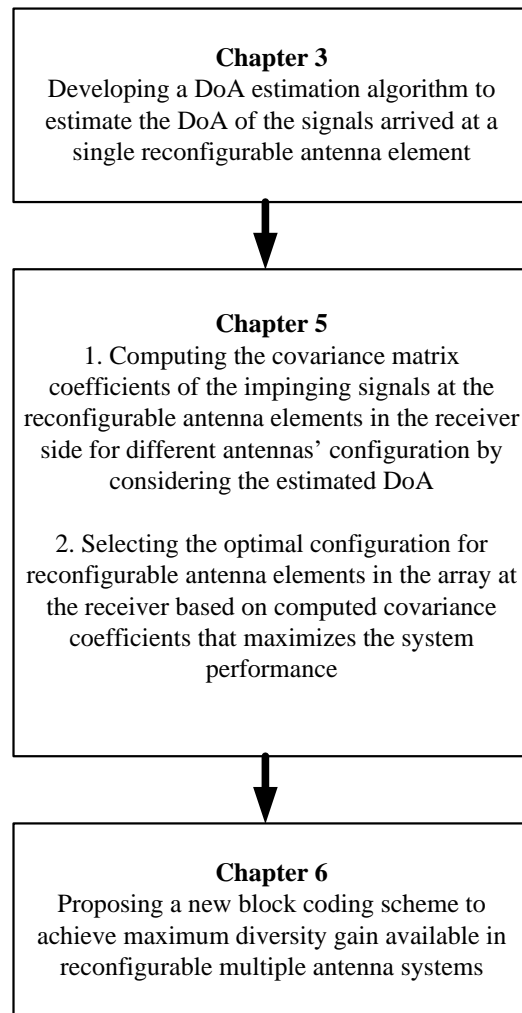 Chapter 3
Developing a DoA estimation algorithm to
estimate the DoA of the signals arrived at a
single reconfigurable antenna element
Chapter 5
1. Computing the covariance matrix
coefficients of the impinging signals at the
reconfigurable antenna elements in the receiver
side for different antennas’ configuration by
considering the estimated DoA
2. Selecting the optimal configuration for
reconfigurable antenna elements in the array at
the receiver based on computed covariance
coefficients that maximizes the system
performance
Chapter 6
Proposing a new block coding scheme to
achieve maximum diversity gain available in
reconfigurable multiple antenna systems